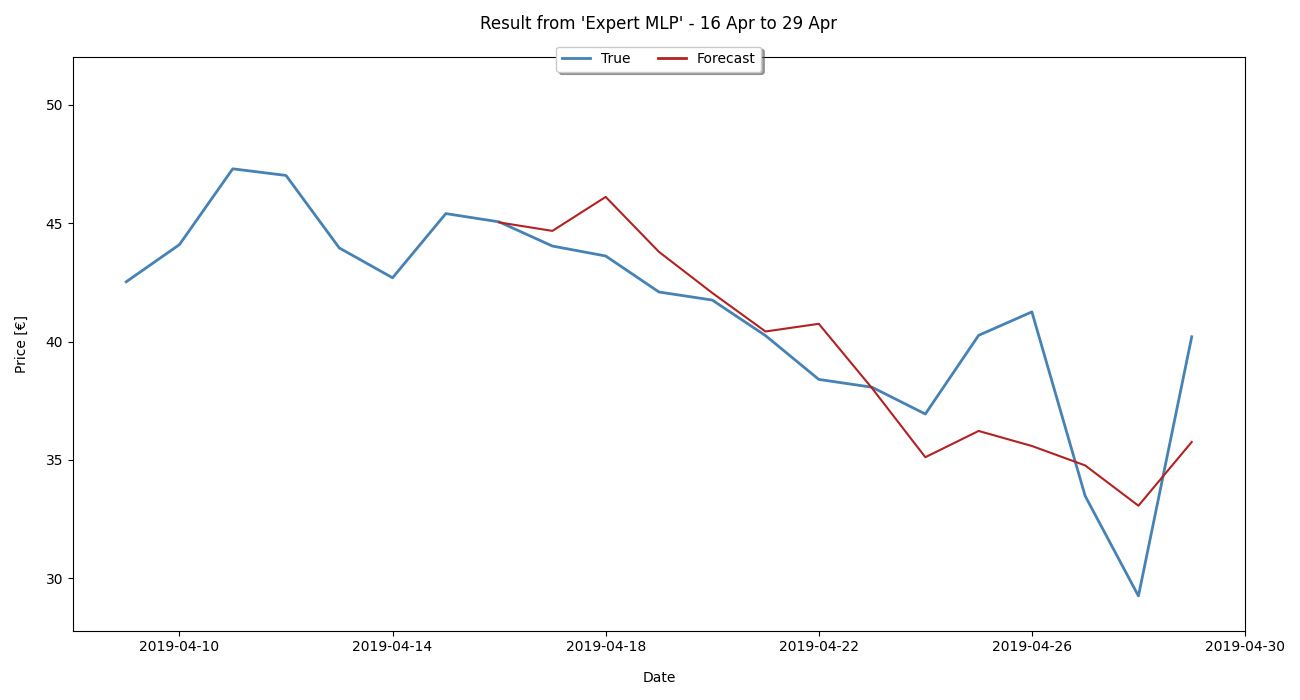 Result from 'Expert MLP' - 16 Apr to 29 Apr
True Forecast
50
45
40
35
30
Price [€]
2019-04-10 2019-04-14 2019-04-18 2019-04-22 2019-04-26 2019-04-30
Date